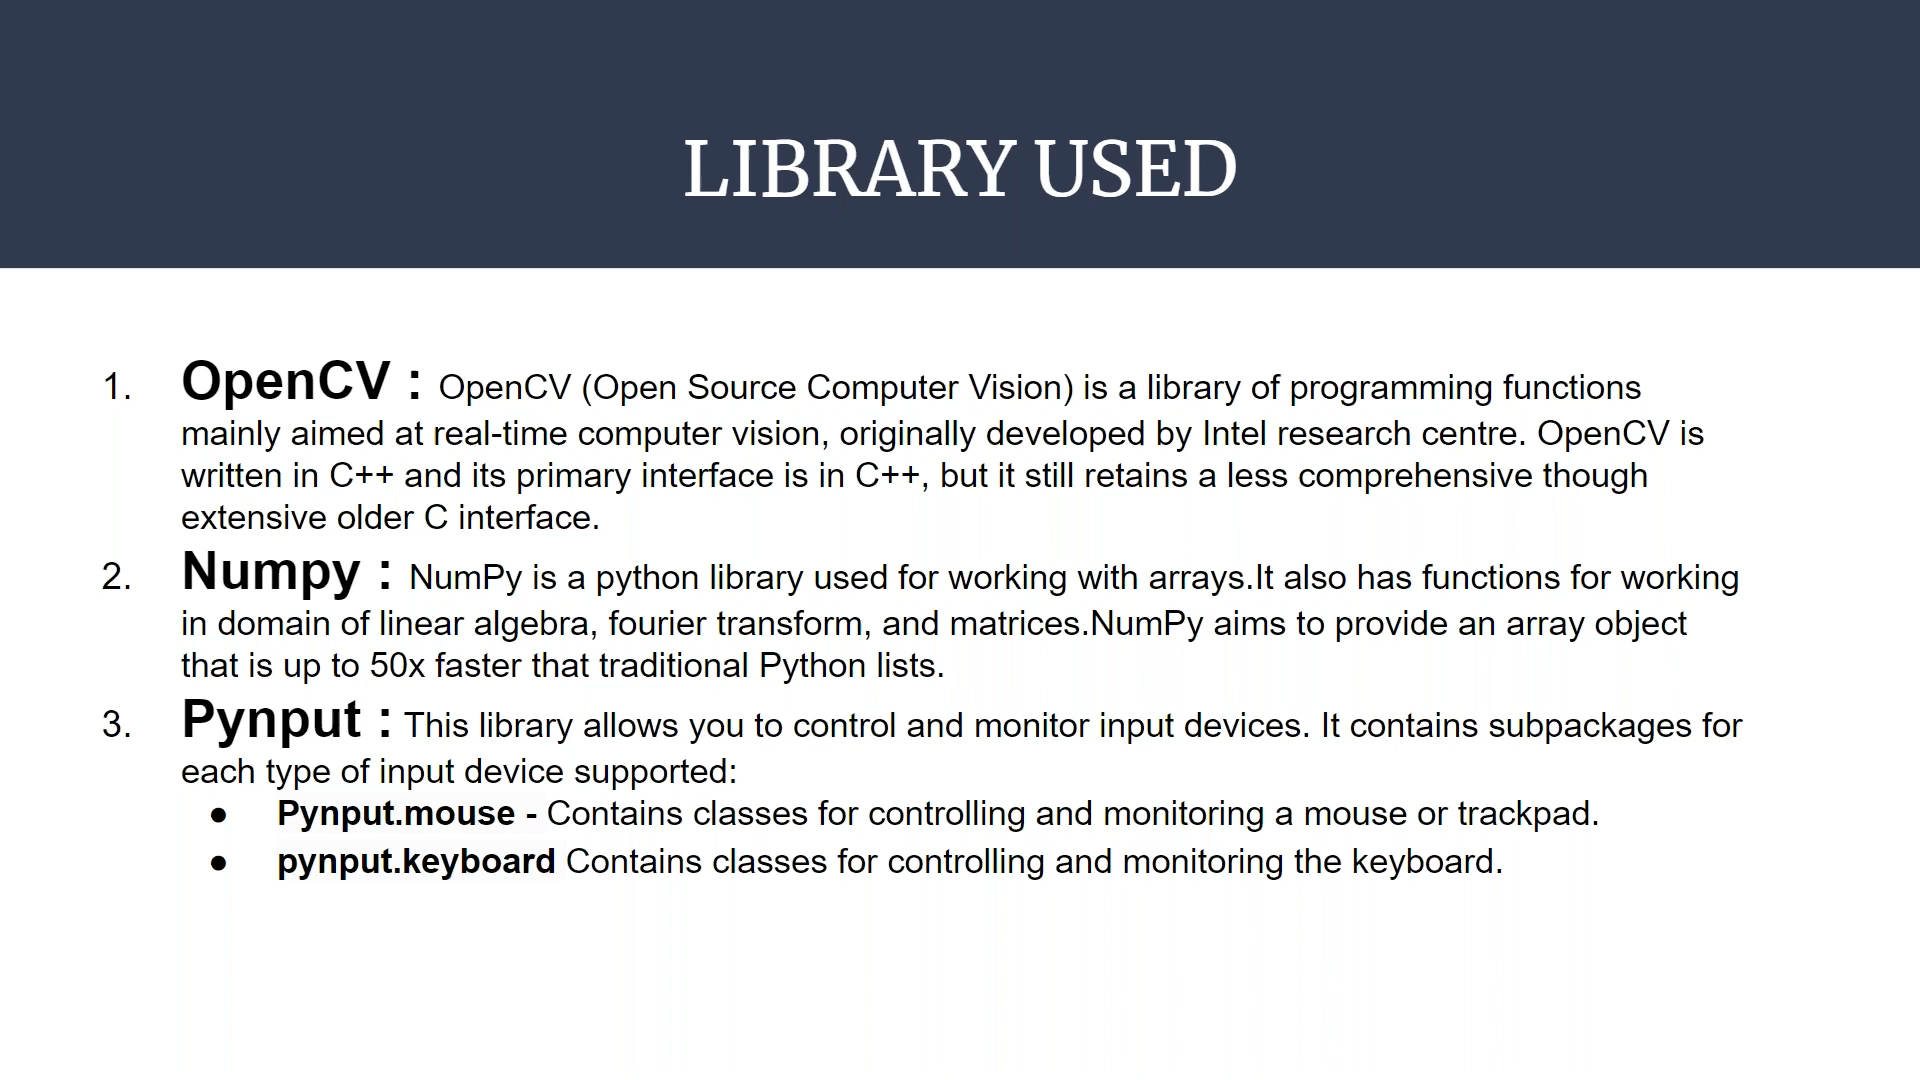 LIBRARY USED
1. OpenCV : OpenCV (Open Source Computer Vision) is a library of programming functions
mainly aimed at real-time computer vision, originally developed by Intel research centre. OpenCV is
written in C++ and its primary interface is in C++, but it still retains a less comprehensive though
extensive older C interface.
2. Numpy : NumPy is a python library used for working with arrays.It also has functions for working
in domain of linear algebra, fourier transform, and matrices.NumPy aims to provide an array object
that is up to 50x faster that traditional Python lists.
3. Pynput : This library allows you to control and monitor input devices. It contains subpackages for
each type of input device supported:
● Pynput.mouse - Contains classes for controlling and monitoring a mouse or trackpad.
● pynput.keyboard Contains classes for controlling and monitoring the keyboard.